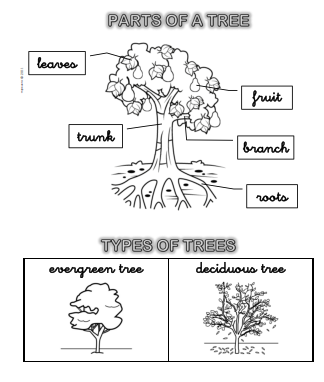 PARTS OF A TREE
leaves
fruit
trunk
branch
roots
TYPES OF TREES
evergreen tree
deciduous tree